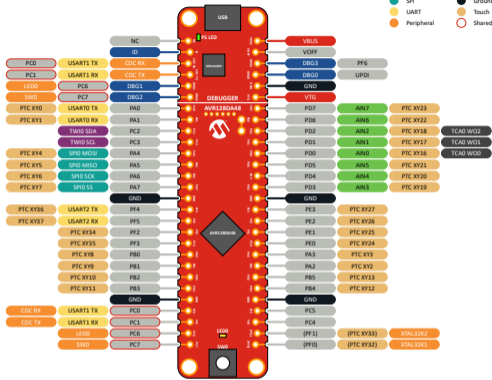 SPI Ground
UART Touch
Peripheral Shared
USB
PS LED
NC VBUS
ID VOFF
PC0 USART1 TX CDC RX DBG3 PF6
PC1 USART1 RX CDC TX DBG0 UPDI
LED0 PC6 DBG1 GND
SW0 PC7 DBG2 VTG
DEBUGGER
AVR128DA48
PTC XY0 USART0 TX PA0 PD7 AIN7 PTC XY23
PTC XY1 USART0 RX PA1 PD6 AIN6 PTC XY22
TWI0 SDA PC2 PD2 AIN2 PTC XY18 TCA0 WO2
TWI0 SCL PC3 PD1 AIN1 PTC XY17 TCA0 WO1
PTC XY4 SPI0 MOSI PA4 PD0 AIN0 PTC XY16 TCA0 WO0
PTC XY5 SPI0 MISO PA5 PD5 AIN5 PTC XY21
PTC XY6 SPI0 SCK PA6 PD4 AIN4 PTC XY20
PTC XY7 SPI0 SS PA7 PD3 AIN3 PTC XY19
GND GND
PTC XY36 USART2 TX PF4 PE3 PTC XY27
PTC XY37 USART2 RX PF5 PE2 PTC XY26
PTC XY34 PF2 PE1 PTC XY25
PTC XY35 PF3 PE0 PTC XY24
AVR128DA48
PTC XY8 PB0 PA3 PTC XY3
PTC XY9 PB1 PA2 PTC XY2
PTC XY10 PB2 PB5 PTC XY13
PTC XY11 PB3 PB4 PTC XY12
GND GND
CDC RX USART1 TX PC0 PC5
CDC TX USART1 RX PC1 PC4
LED0 PC6 LED0 (PF1) (PTC XY33) XTAL32K2
SW0 PC7 SW0 (PF0) (PTC XY32) XTAL32K1